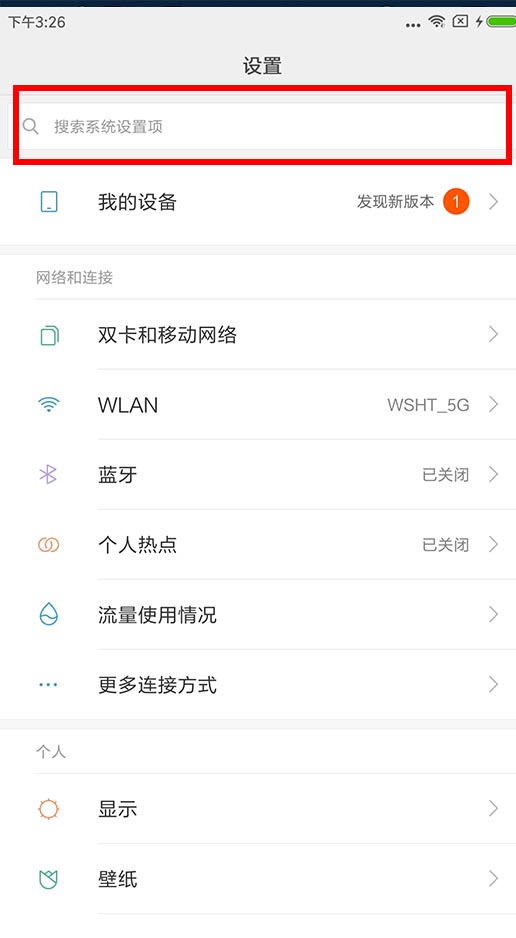 下午3:26
设置
搜索系统设置项
我的设备 发现新版本 1
网络和连接
双卡和移动网络
WLAN WSHT_5G
蓝牙 已关闭
个人热点 已关闭
流量使用情况
更多连接方式
个人
显示
壁纸